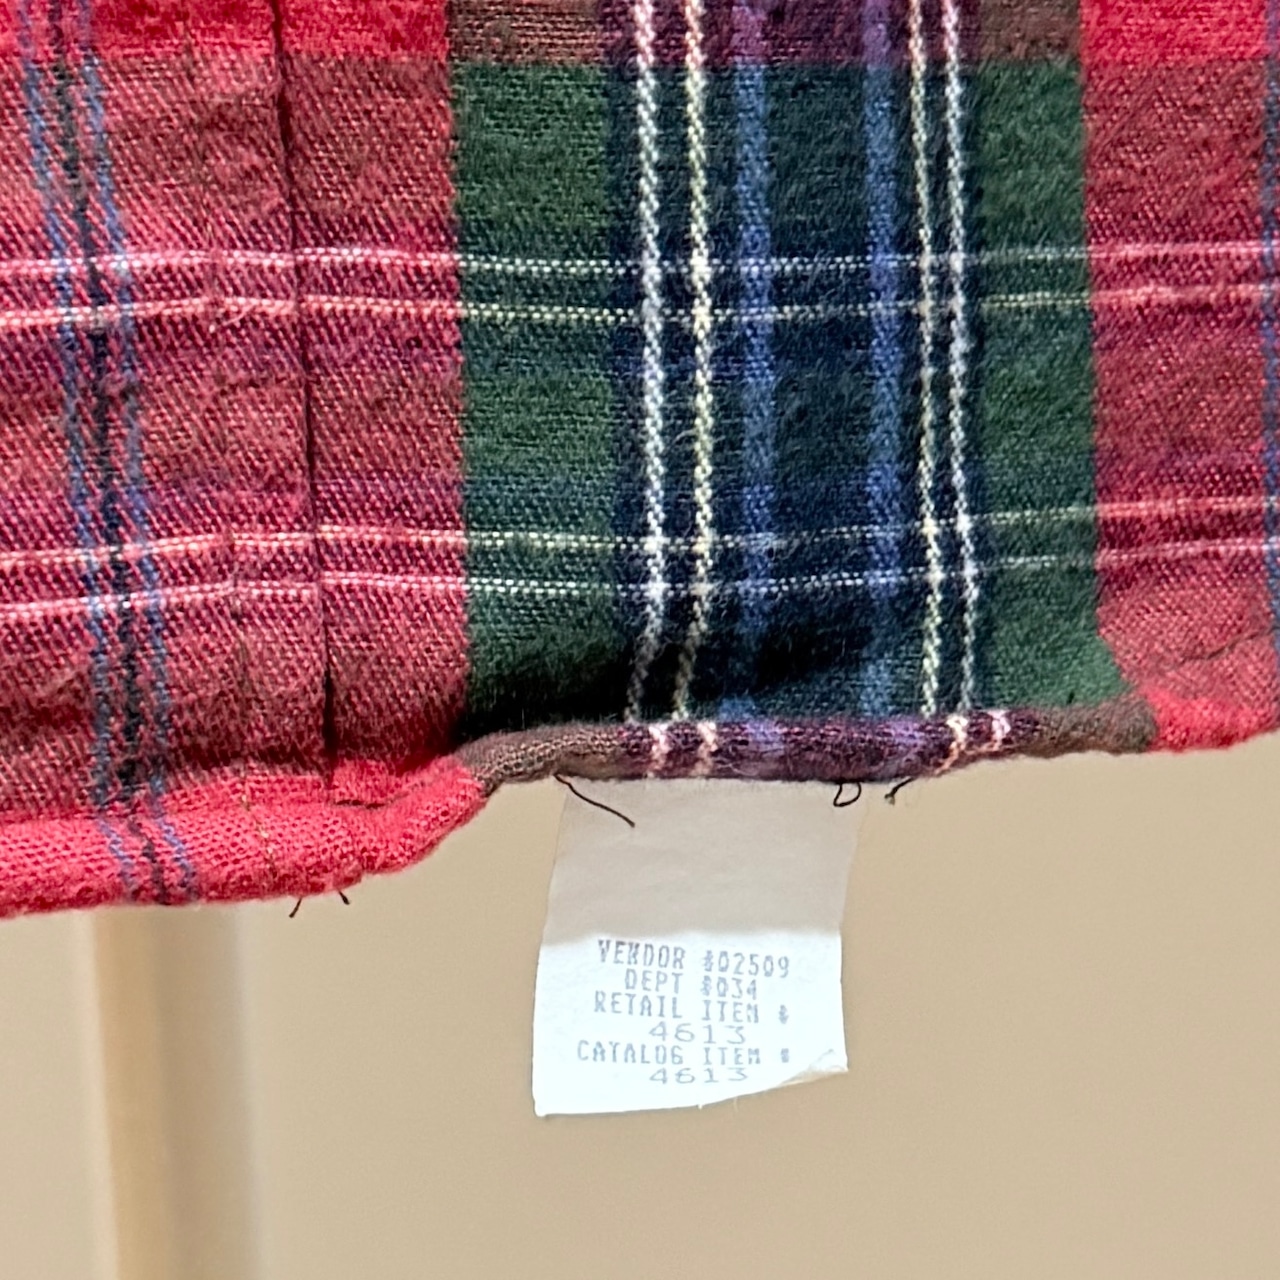 VENDOR #02509
DEPT #034
RETAIL ITEM #
4613
CATALOG ITEM #
4613